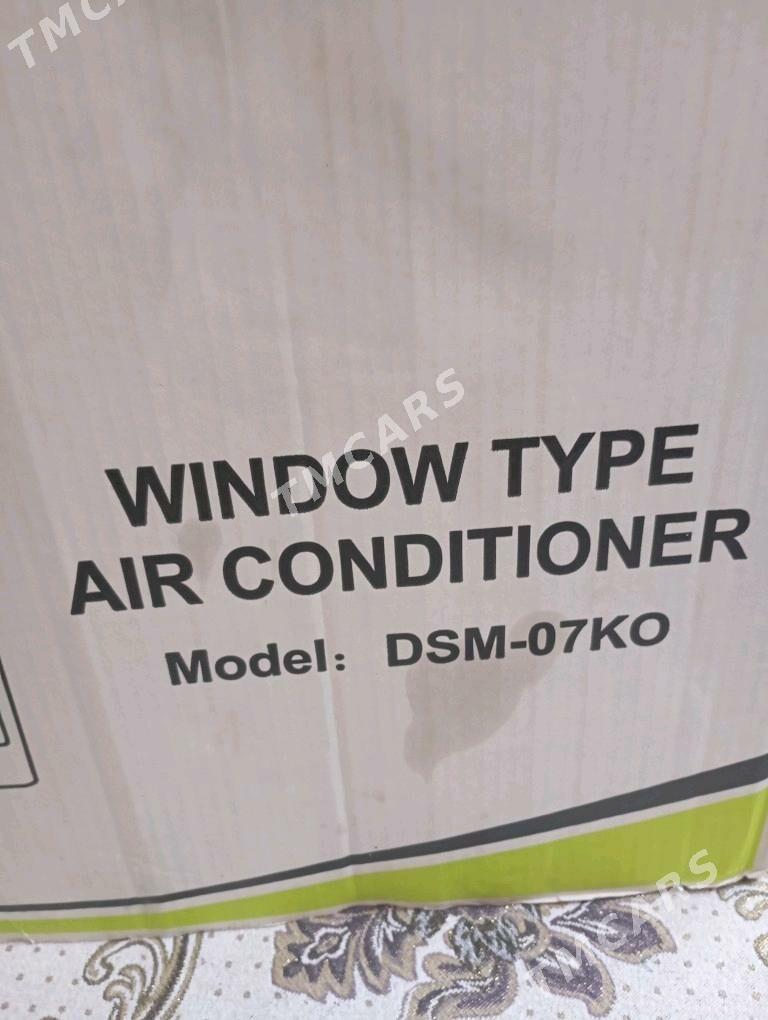 TMCARS
TMCARS
WINDOW TYPE
AIR CONDITIONER
Model: DSM-07KO
TMCARS